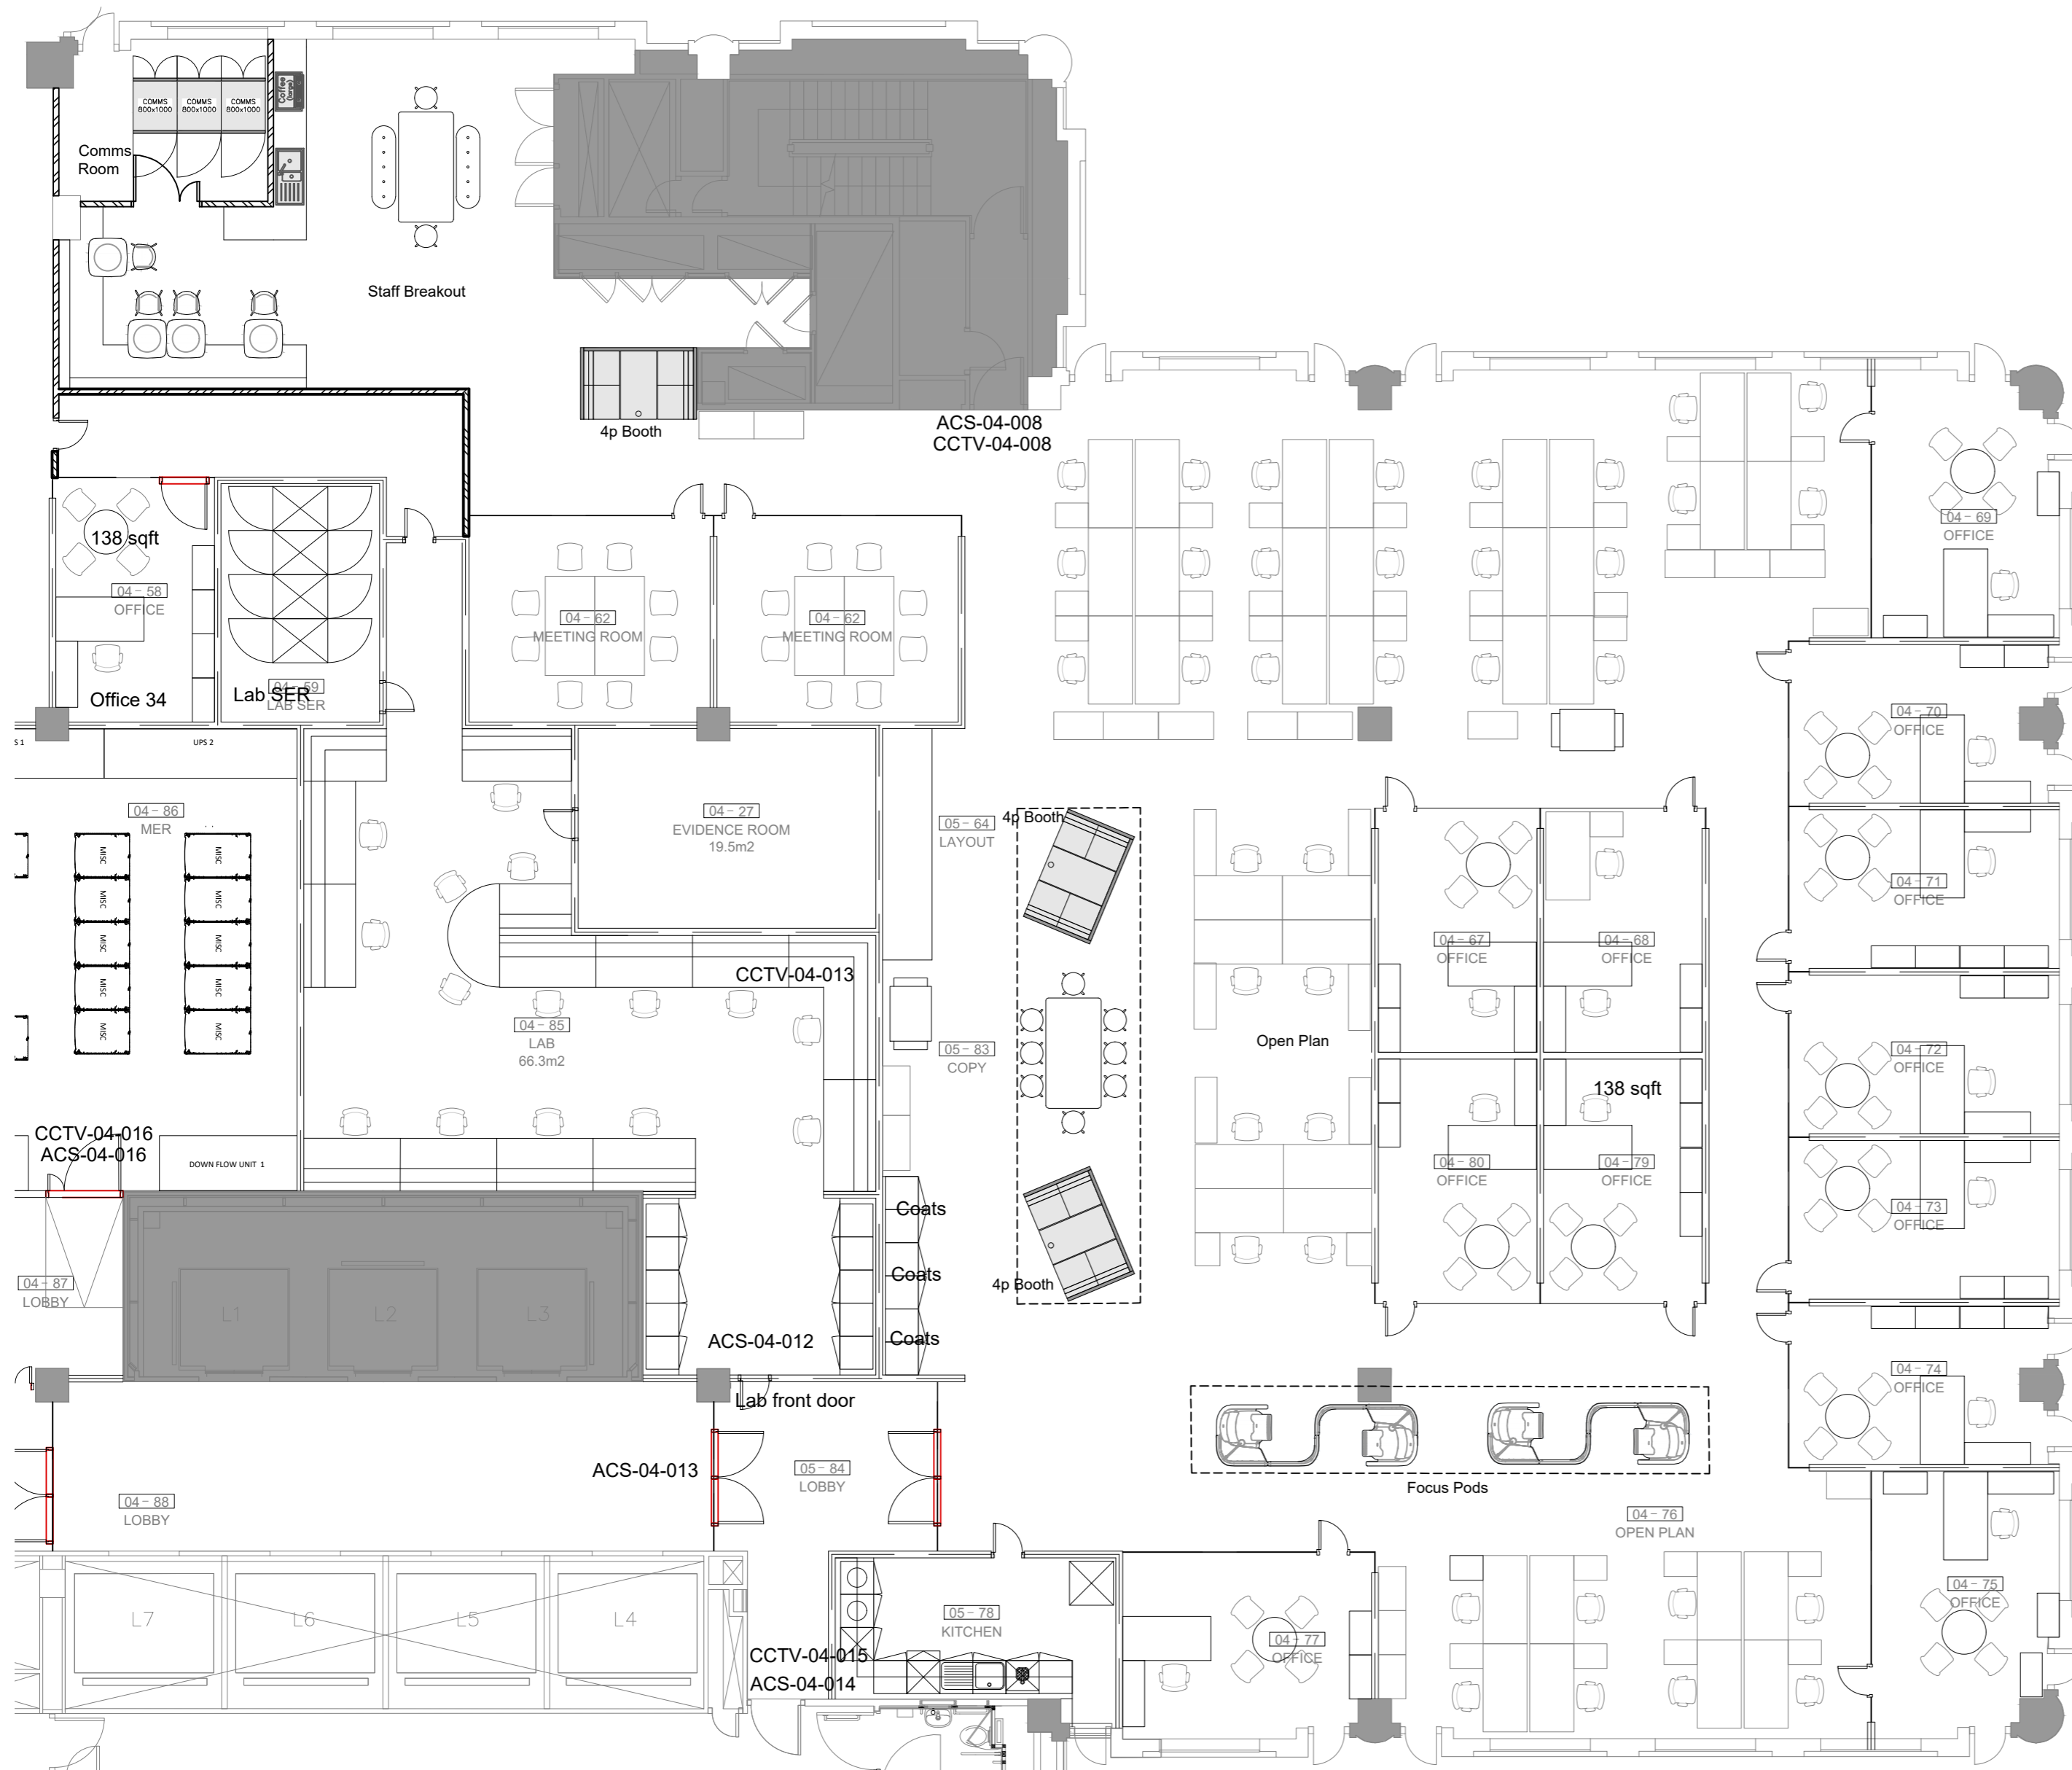 Coffee
(large)
COMMS
800x1000
COMMS
800x1000
COMMS
800x1000
Comms
Room
Staff Breakout
4p Booth
ACS-04-008
CCTV-04-008
138 sqft
04 - 58
OFFICE
Office 34
04 - 59
Lab SER
LAB SER
04 - 62
MEETING ROOM
04 - 62
MEETING ROOM
04 - 69
OFFICE
04 - 70
OFFICE
04 - 71
OFFICE
04 - 72
OFFICE
04 - 73
OFFICE
04 - 74
OFFICE
04 - 75
OFFICE
S 1
UPS 2
04 - 86
MER
MISC
MISC
MISC
MISC
MISC
MISC
MISC
MISC
MISC
MISC
04 - 27
EVIDENCE ROOM
19.5m2
05 - 64
LAYOUT
4p Booth
CCTV-04-013
04 - 85
LAB
66.3m2
05 - 83
COPY
Open Plan
04 - 67
OFFICE
04 - 68
OFFICE
138 sqft
04 - 80
OFFICE
04 - 79
OFFICE
CCTV-04-016
ACS-04-016
DOWN FLOW UNIT 1
04 - 87
LOBBY
L1
L2
L3
Coats
Coats
Coats
4p Booth
ACS-04-012
Lab front door
ACS-04-013
05 - 84
LOBBY
04 - 88
LOBBY
Focus Pods
04 - 76
OPEN PLAN
L7
L6
L5
L4
05 - 78
KITCHEN
04 - 77
OFFICE
CCTV-04-015
ACS-04-014